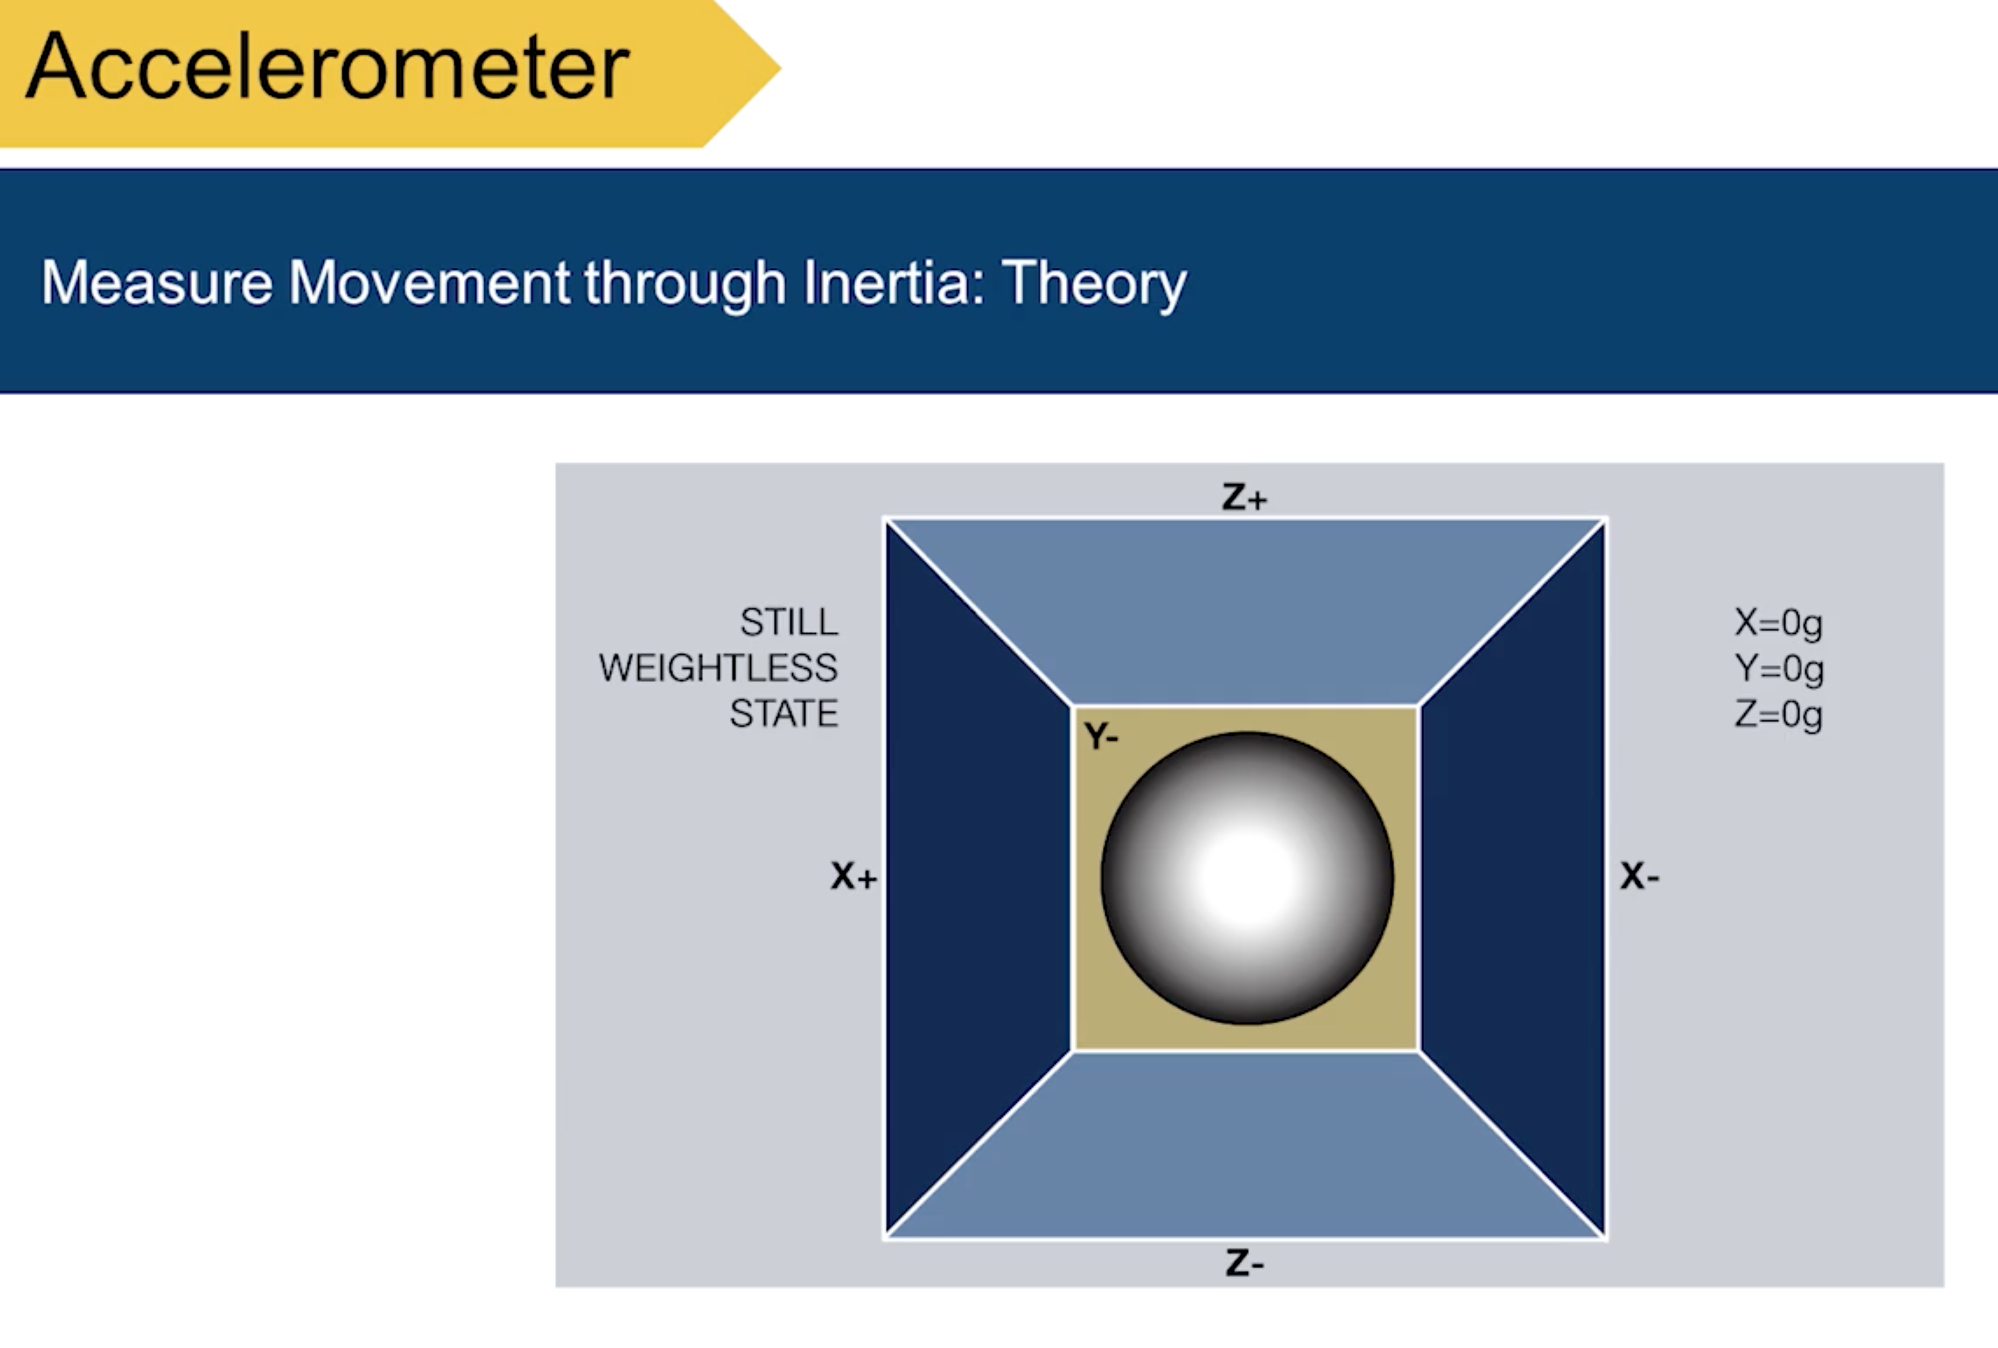 Accelerometer
Measure Movement through Inertia: Theory
Z+
STILL
WEIGHTLESS
STATE
X=0g
Y=0g
Z=0g
Y-
X+
X-
Z-